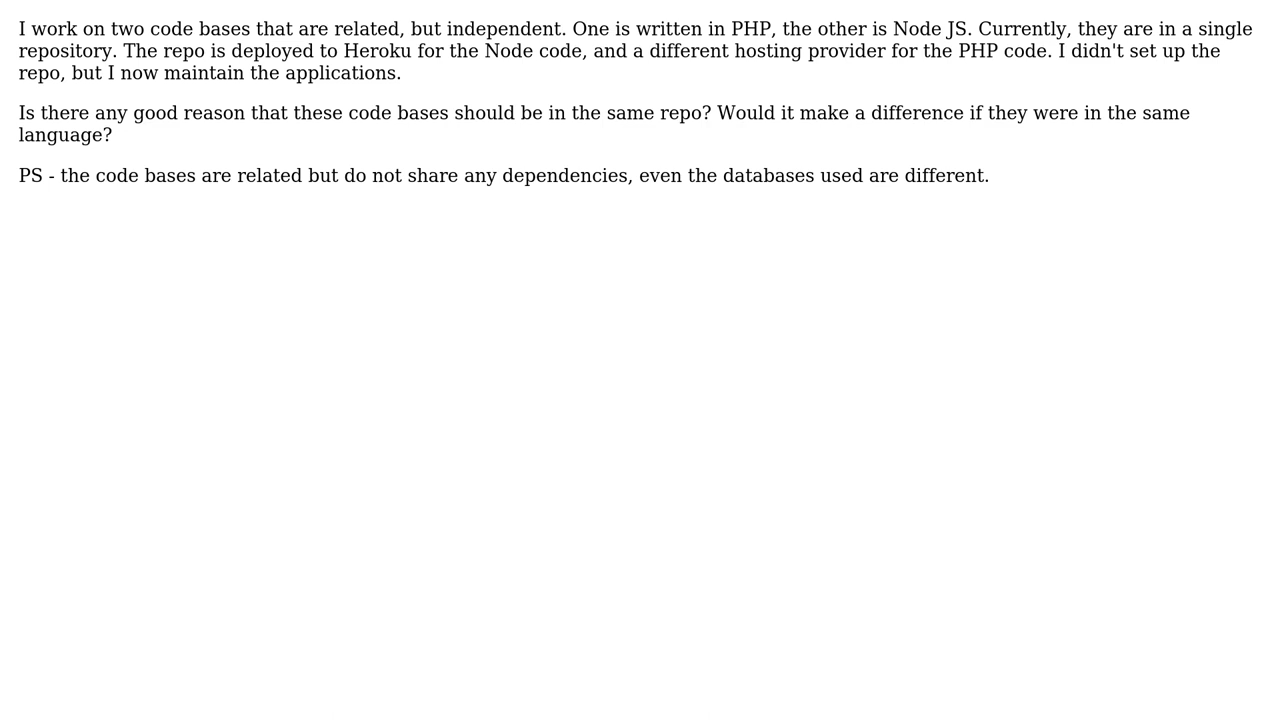 I work on two code bases that are related, but independent. One is written in PHP, the other is Node JS. Currently, they are in a single
repository. The repo is deployed to Heroku for the Node code, and a different hosting provider for the PHP code. I didn't set up the
repo, but I now maintain the applications.
Is there any good reason that these code bases should be in the same repo? Would it make a difference if they were in the same
language?
PS - the code bases are related but do not share any dependencies, even the databases used are different.